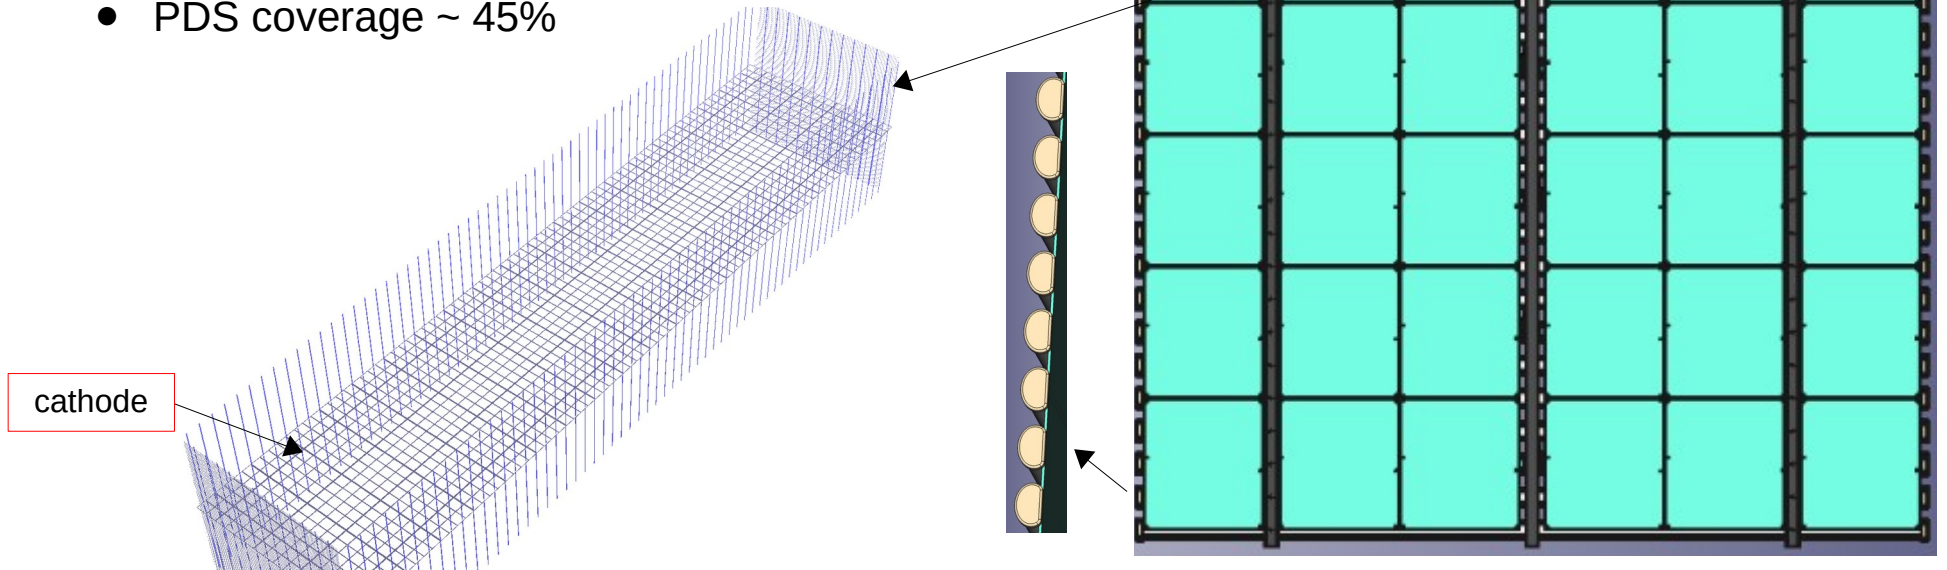 ● PDS coverage ~ 45%
cathode